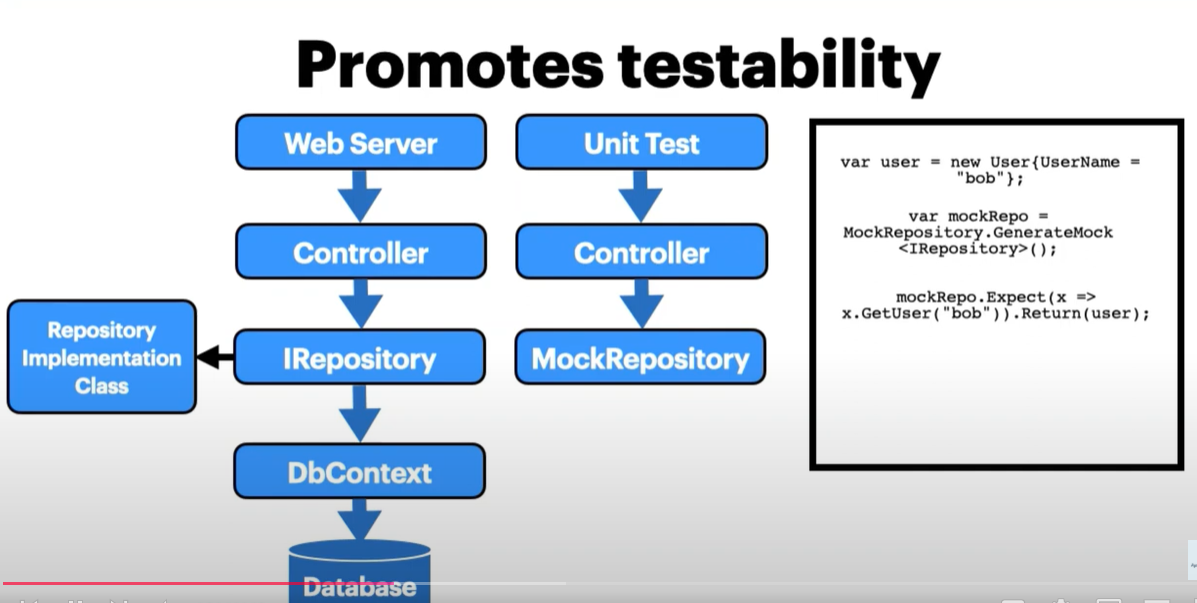 Promotes testability
Web Server
Controller
IRepository
Repository
Implementation
Class
DbContext
Database
Unit Test
Controller
MockRepository
var user = new User{UserName =
"bob"};
var mockRepo =
MockRepository.GenerateMock
<IRepository>();
mockRepo.Expect(x =>
x.GetUser("bob")).Return(user);